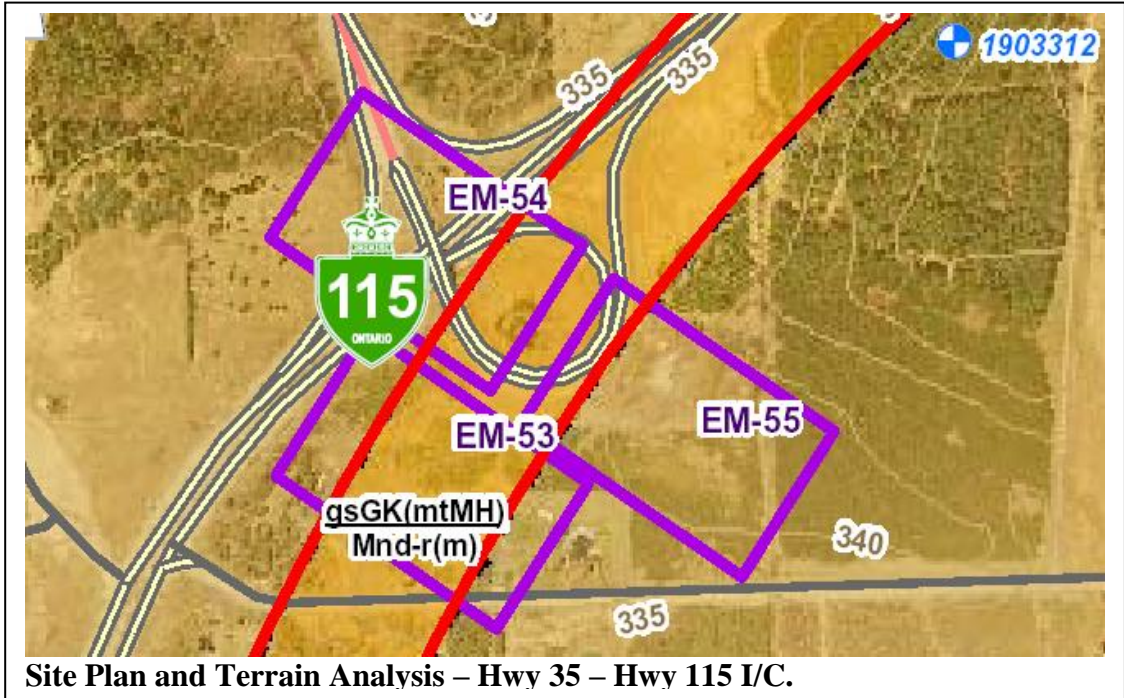 1903312
335
335
EM-54
115
ONTARIO
EM-53
EM-55
gsGK(mtMH)
Mnd-r(m)
340
335
Site Plan and Terrain Analysis – Hwy 35 – Hwy 115 I/C.